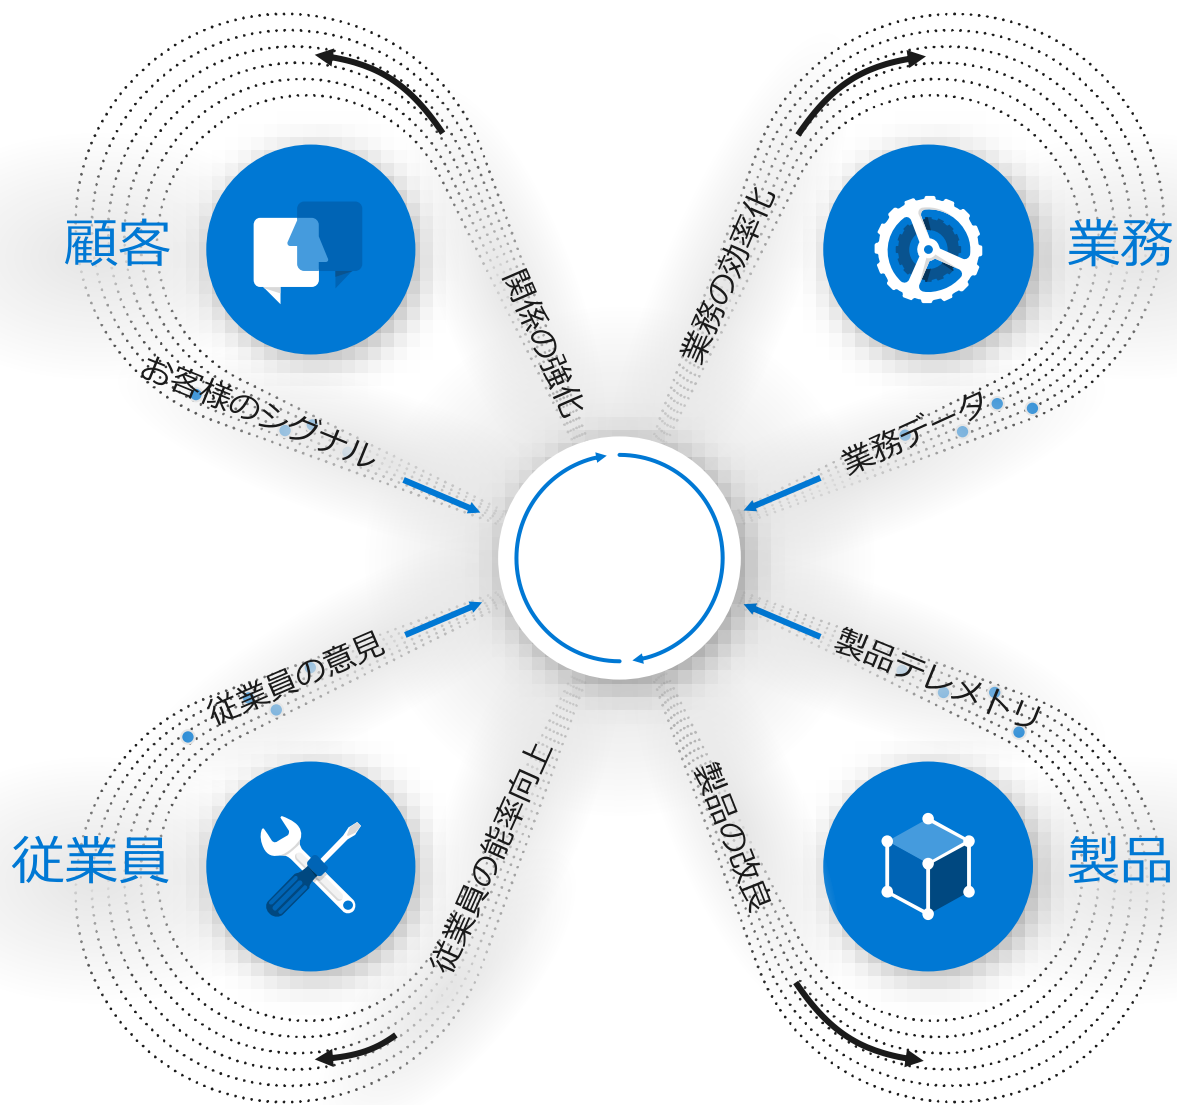 顧客
業務
関係の強化
業務の効率化
お客様のシグナル
業務データ
従業員の意見
製品テレメトリ
従業員の能率向上
製品の改良
従業員
製品